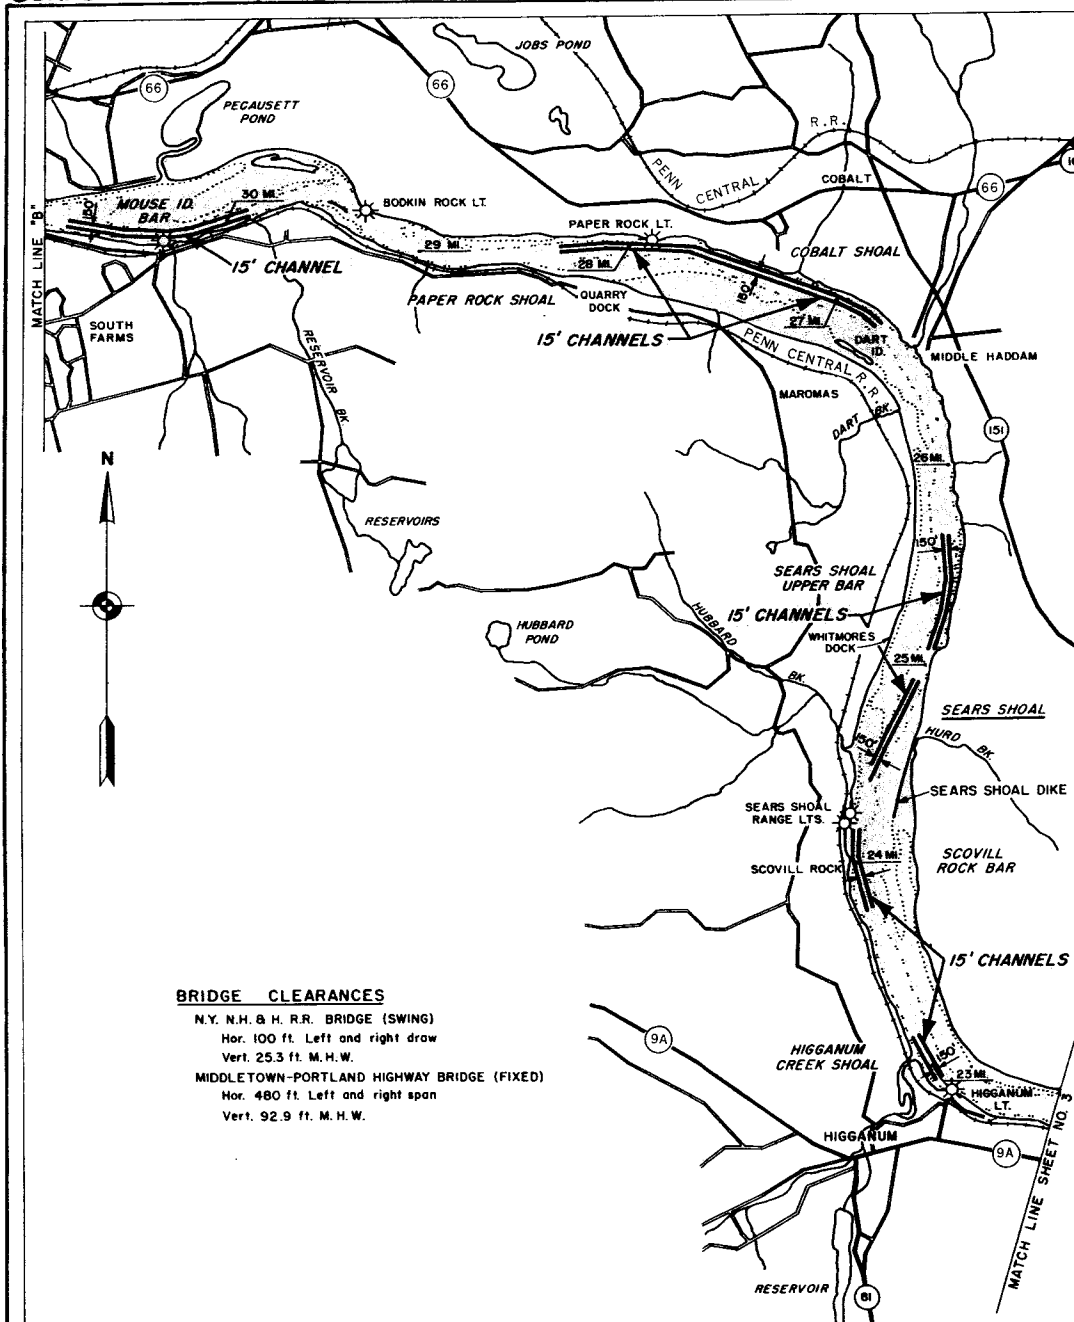 JOBS POND
66
66
PECAUSETT
POND
R.R.
PENN CENTRAL
COBALT
66
MOUSE ID.
BAR
150'
30 MI.
BODKIN ROCK LT.
PAPER ROCK LT.
MATCH LINE "B"
15' CHANNEL
29 MI.
28 MI.
COBALT SHOAL
PAPER ROCK SHOAL
QUARRY
DOCK
150'
27 MI.
SOUTH
FARMS
15' CHANNELS
DART
ID.
MIDDLE HADDAM
RESERVOIR BK.
PENN CENTRAL R.R.
MAROMAS
DART BK.
151
26 MI.
N
RESERVOIRS
150'
SEARS SHOAL
UPPER BAR
15' CHANNELS
HUBBARD BK.
HUBBARD
POND
WHITMORES
DOCK
25 MI.
SEARS SHOAL
150'
HURD BK.
SEARS SHOAL DIKE
SEARS SHOAL
RANGE LTS.
24 MI.
SCOVILL ROCK
SCOVILL
ROCK BAR
15' CHANNELS
BRIDGE CLEARANCES
N.Y. N.H. & H. R.R. BRIDGE (SWING)
Hor. 100 ft. Left and right draw
Vert. 25.3 ft. M.H.W.
MIDDLETOWN-PORTLAND HIGHWAY BRIDGE (FIXED)
Hor. 480 ft. Left and right span
Vert. 92.9 ft. M.H.W.
9A
HIGGANUM
CREEK SHOAL
150'
23 MI.
HIGGANUM
LT.
HIGGANUM
9A
MATCH LINE SHEET NO. 3
RESERVOIR
81